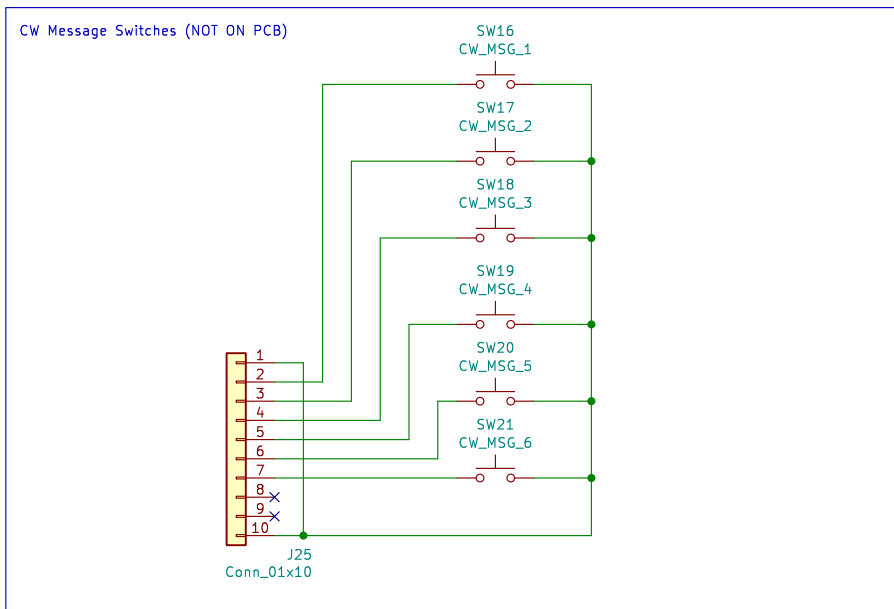 CW Message Switches (NOT ON PCB)
SW16
CW_MSG_1
SW17
CW_MSG_2
SW18
CW_MSG_3
SW19
CW_MSG_4
SW20
CW_MSG_5
SW21
CW_MSG_6
1
2
3
4
5
6
7
8
9
10
J25
Conn_01x10